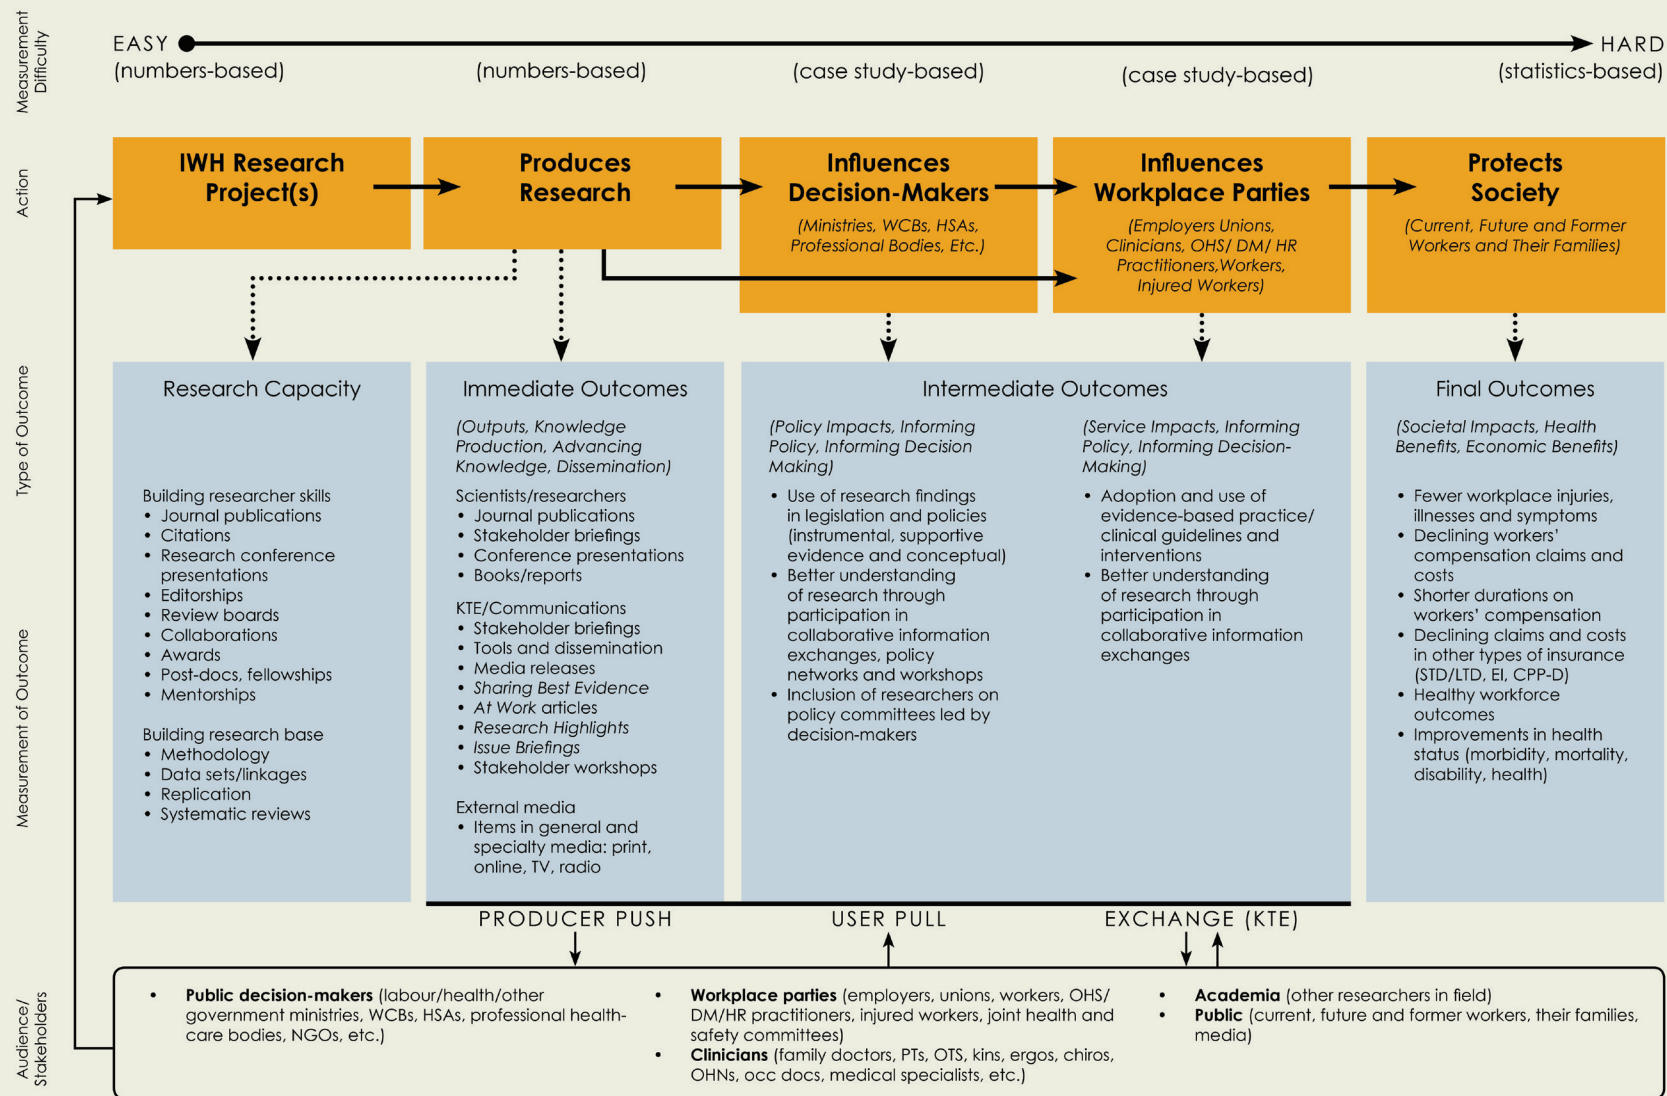 Measurement
Difficulty
EASY
HARD
(numbers-based)
(numbers-based)
(case study-based)
(case study-based)
(statistics-based)
Action
IWH Research
Project(s)
Produces
Research
Influences
Decision-Makers
(Ministries, WCBs, HSAs,
Professional Bodies, Etc.)
Influences
Workplace Parties
(Employers Unions,
Clinicians, OHS/ DM/ HR
Practitioners,Workers,
Injured Workers)
Protects
Society
(Current, Future and Former
Workers and Their Families)
Type of Outcome
Measurement of Outcome
Research Capacity
Building researcher skills
• Journal publications
• Citations
• Research conference
presentations
• Editorships
• Review boards
• Collaborations
• Awards
• Post-docs, fellowships
• Mentorships
Building research base
• Methodology
• Data sets/linkages
• Replication
• Systematic reviews
Immediate Outcomes
(Outputs, Knowledge
Production, Advancing
Knowledge, Dissemination)
Scientists/researchers
• Journal publications
• Stakeholder briefings
• Conference presentations
• Books/reports
KTE/Communications
• Stakeholder briefings
• Tools and dissemination
• Media releases
• Sharing Best Evidence
• At Work articles
• Research Highlights
• Issue Briefings
• Stakeholder workshops
External media
• Items in general and
specialty media: print,
online, TV, radio
Intermediate Outcomes
(Policy Impacts, Informing
Policy, Informing Decision
Making)
• Use of research findings
in legislation and policies
(instrumental, supportive
evidence and conceptual)
• Better understanding
of research through
participation in
collaborative information
exchanges, policy
networks and workshops
• Inclusion of researchers on
policy committees led by
decision-makers
(Service Impacts, Informing
Policy, Informing Decision-
Making)
• Adoption and use of
evidence-based practice/
clinical guidelines and
interventions
• Better understanding
of research through
participation in
collaborative information
exchanges
Final Outcomes
(Societal Impacts, Health
Benefits, Economic Benefits)
• Fewer workplace injuries,
illnesses and symptoms
• Declining workers'
compensation claims and
costs
• Shorter durations on
workers' compensation
• Declining claims and costs
in other types of insurance
(STD/LTD, EI, CPP-D)
• Healthy workforce
outcomes
• Improvements in health
status (morbidity, mortality,
disability, health)
PRODUCER PUSH
USER PULL
EXCHANGE (KTE)
Audience/
Stakeholders
• Public decision-makers (labour/health/other
government ministries, WCBs, HSAs, professional health-
care bodies, NGOs, etc.)
• Workplace parties (employers, unions, workers, OHS/
DM/HR practitioners, injured workers, joint health and
safety committees)
• Clinicians (family doctors, PTs, OTS, kins, ergos, chiros,
OHNs, occ docs, medical specialists, etc.)
• Academia (other researchers in field)
• Public (current, future and former workers, their families,
media)